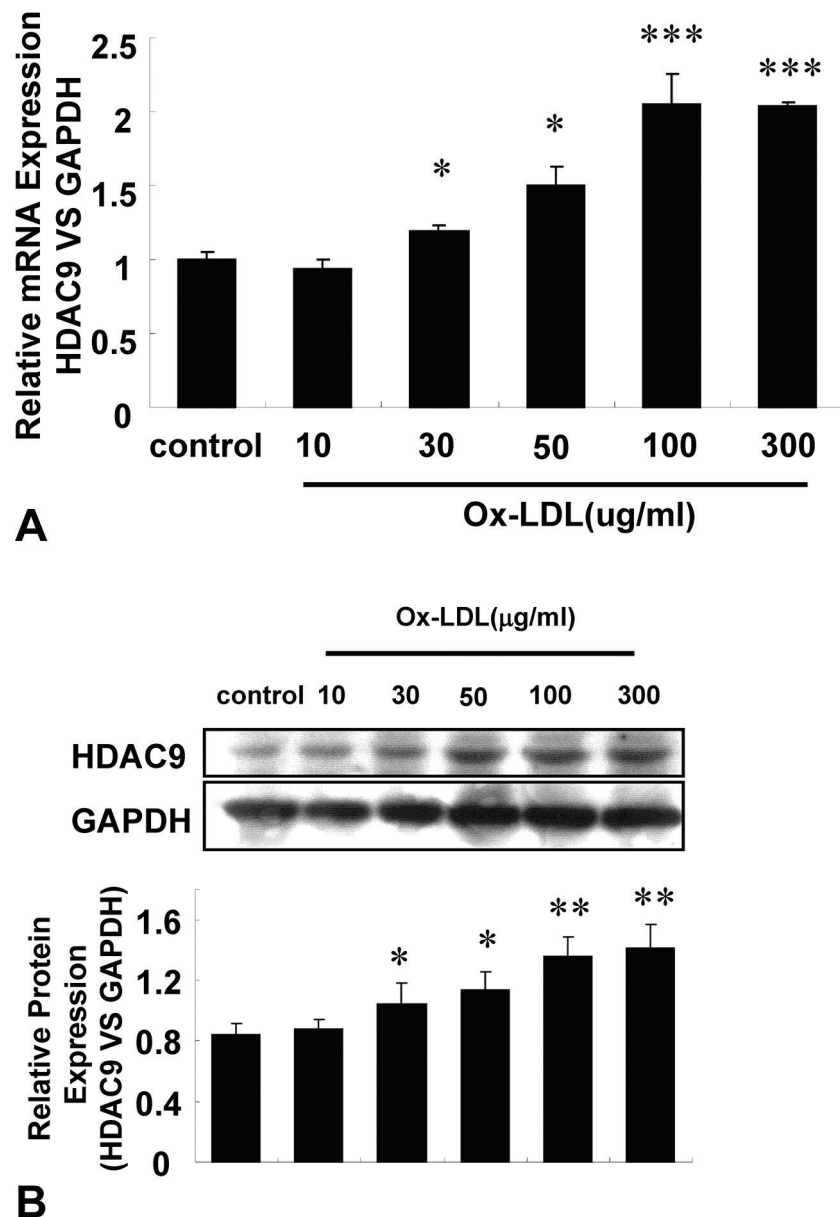 Relative mRNA Expression
HDAC9 VS GAPDH
2.5
2
1.5
1
0.5
0
*
*
***
***
control 10 30 50 100 300
Ox-LDL(ug/ml)
A
Ox-LDL(μg/ml)
control 10 30 50 100 300
HDAC9
GAPDH
Relative Protein
Expression
(HDAC9 VS GAPDH)
1.6
1.2
0.8
0.4
0
*
*
**
**
B